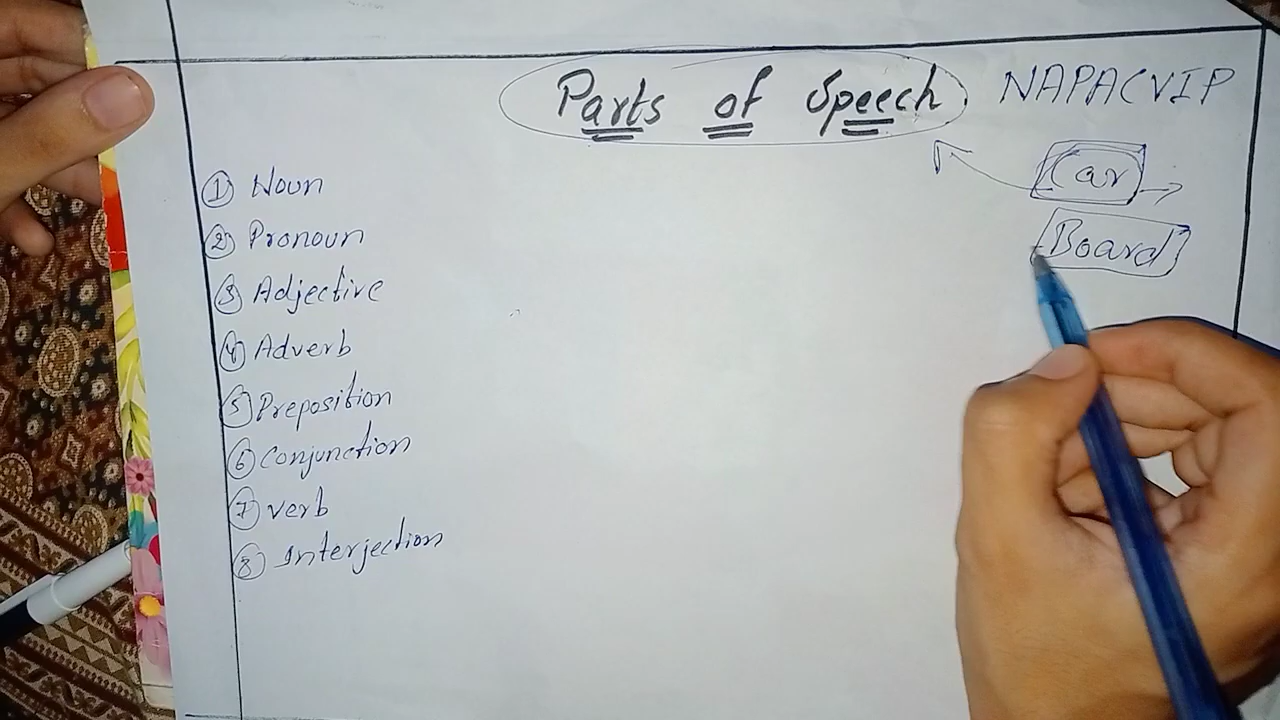 Parts of Speech
NAPACVIP
Car
Board
① Noun
② Pronoun
③ Adjective
④ Adverb
⑤ Preposition
⑥ Conjunction
⑦ verb
⑧ Interjection